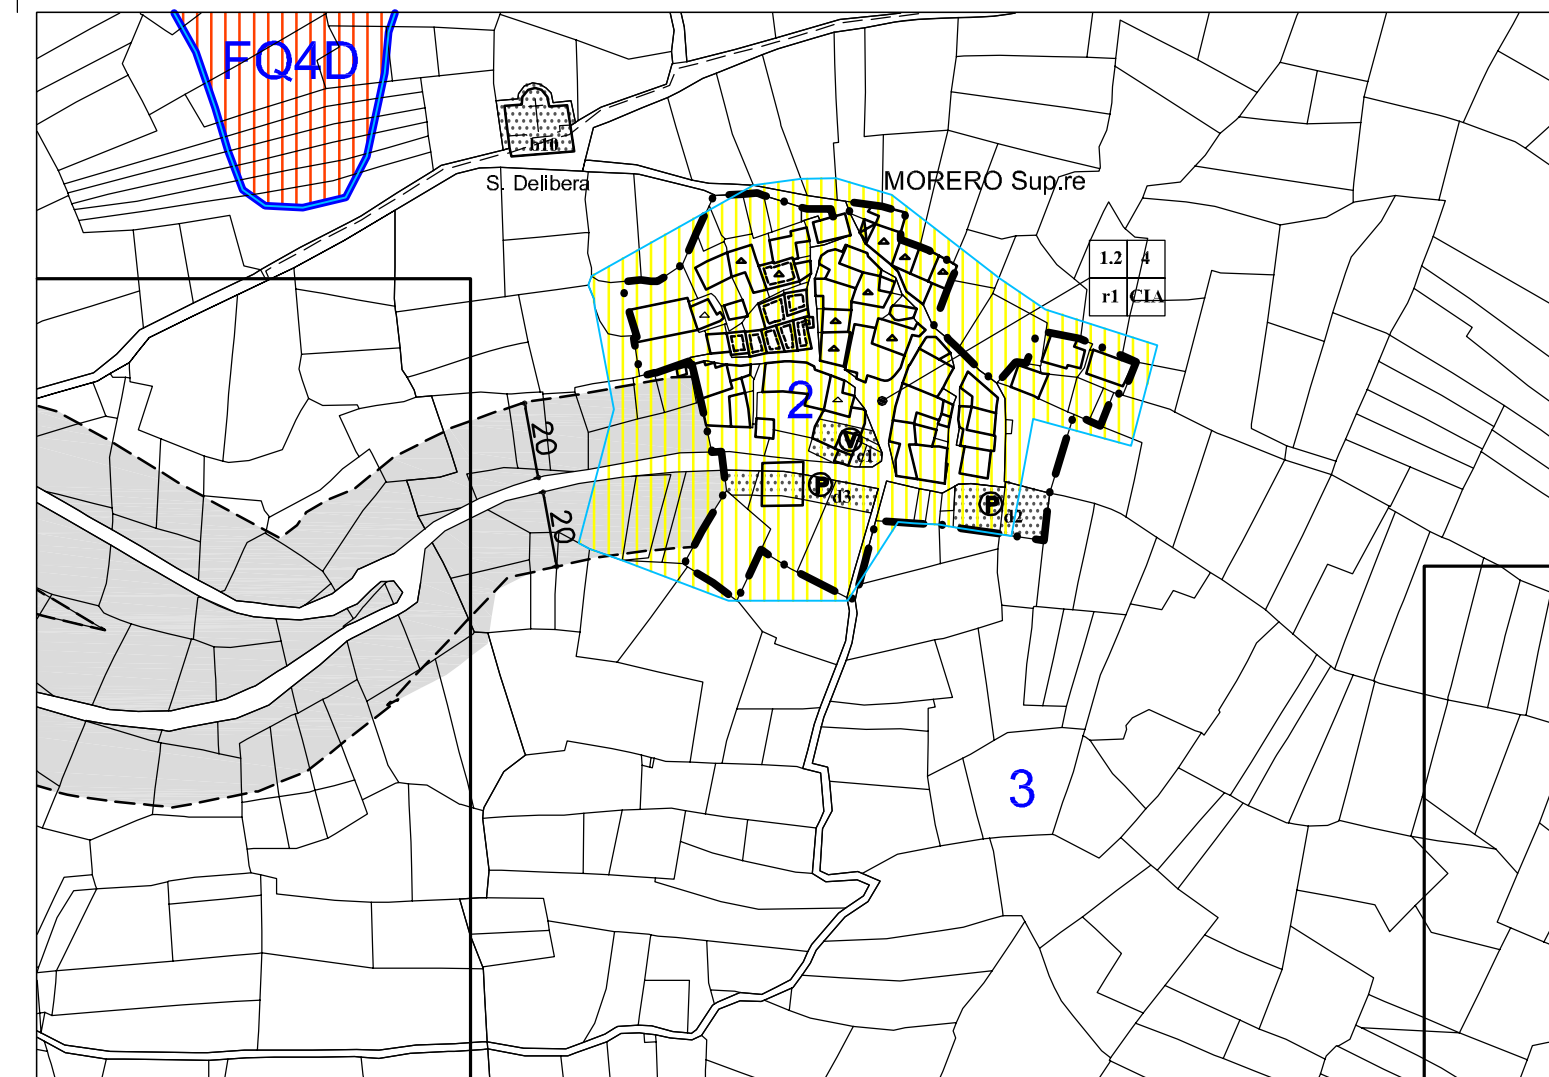 FQ4D
b10
S. Delibera
MORERO Sup.re
1.2 4
r1 CIA
2
20
V
c1
P
d3
P
d2
20
3